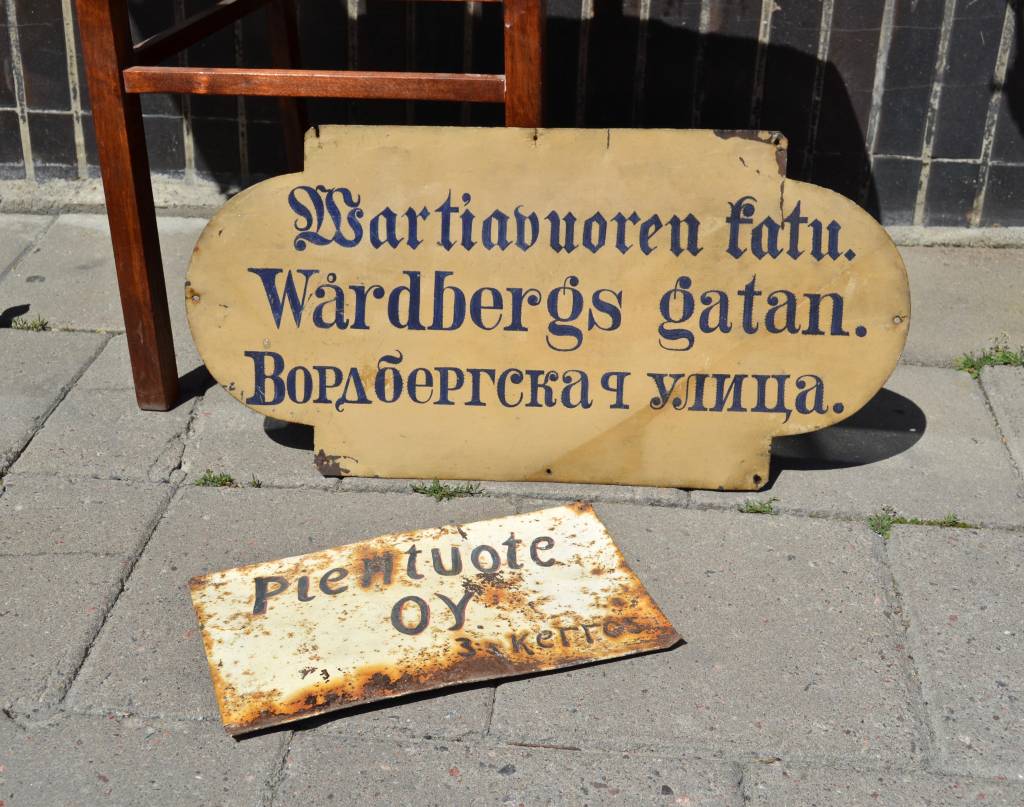 Wartiavuoren katu.
Wårdbergs gatan.
Вордбергская улица.
Pientuote
OY.
3:s Kerros